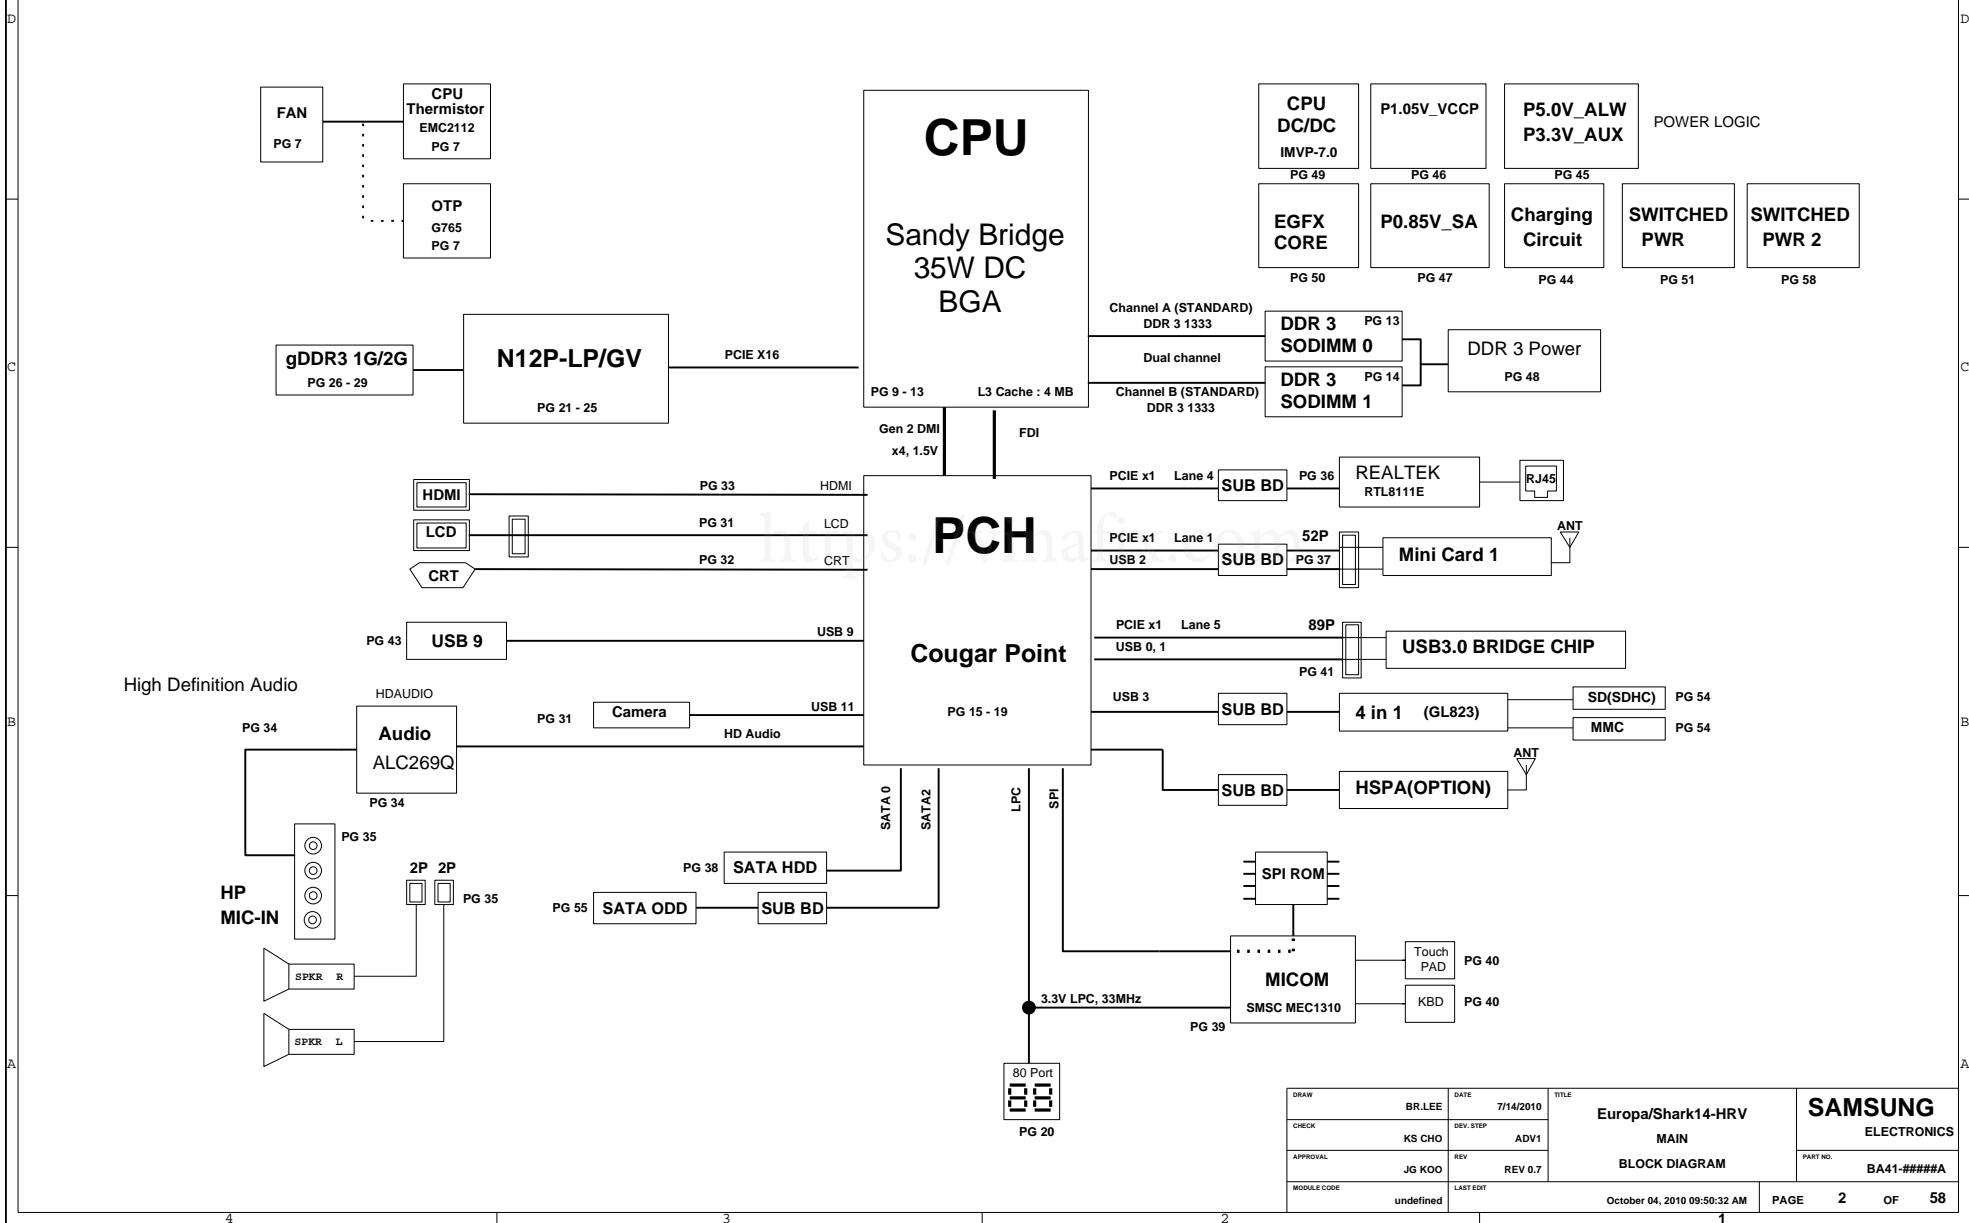 D
D
FAN
PG 7
CPU
Thermistor
EMC2112
PG 7
OTP
G765
PG 7
CPU
Sandy Bridge
35W DC
BGA
PG 9 - 13
L3 Cache : 4 MB
CPU
DC/DC
IMVP-7.0
PG 49
P1.05V_VCCP
PG 46
P5.0V_ALW
P3.3V_AUX
PG 45
POWER LOGIC
EGFX
CORE
PG 50
P0.85V_SA
PG 47
Charging
Circuit
PG 44
SWITCHED
PWR
PG 51
SWITCHED
PWR 2
PG 58
C
C
gDDR3 1G/2G
PG 26 - 29
N12P-LP/GV
PG 21 - 25
PCIE X16
Channel A (STANDARD)
DDR 3 1333
Dual channel
Channel B (STANDARD)
DDR 3 1333
DDR 3
PG 13
SODIMM 0
DDR 3
PG 14
SODIMM 1
DDR 3 Power
PG 48
Gen 2 DMI
x4, 1.5V
FDI
HDMI
PG 33
HDMI
LCD
PG 31
LCD
CRT
PG 32
CRT
PCH
Cougar Point
PG 15 - 19
PCIE x1 Lane 4
SUB BD
PG 36
REALTEK
RTL8111E
RJ45
PCIE x1 Lane 1
USB 2
SUB BD
52P
PG 37
Mini Card 1
ANT
PG 43
USB 9
USB 9
PCIE x1 Lane 5
USB 0, 1
89P
PG 41
USB3.0 BRIDGE CHIP
High Definition Audio
HDAUDIO
PG 34
Audio
ALC269Q
PG 34
PG 31
Camera
USB 11
HD Audio
USB 3
SUB BD
4 in 1 (GL823)
SD(SDHC)
PG 54
MMC
PG 54
B
B
SUB BD
HSPA(OPTION)
ANT
SATA 0
SATA2
LPC
SPI
PG 35
HP
MIC-IN
2P
2P
PG 35
PG 38
SATA HDD
PG 55
SATA ODD
SUB BD
SPI ROM
SPKR R
SPKR L
MICOM
SMSC MEC1310
PG 39
3.3V LPC, 33MHz
Touch
PAD
PG 40
KBD
PG 40
80 Port
88
PG 20
A
A
DRAW
BR.LEE
DATE
7/14/2010
TITLE
Europa/Shark14-HRV
MAIN
BLOCK DIAGRAM
SAMSUNG
ELECTRONICS
CHECK
KS CHO
DEV. STEP
ADV1
APPROVAL
JG KOO
REV
REV 0.7
PART NO.
BA41-#####A
MODULE CODE
undefined
LAST EDIT
October 04, 2010 09:50:32 AM
PAGE 2 OF 58
4
3
2
1